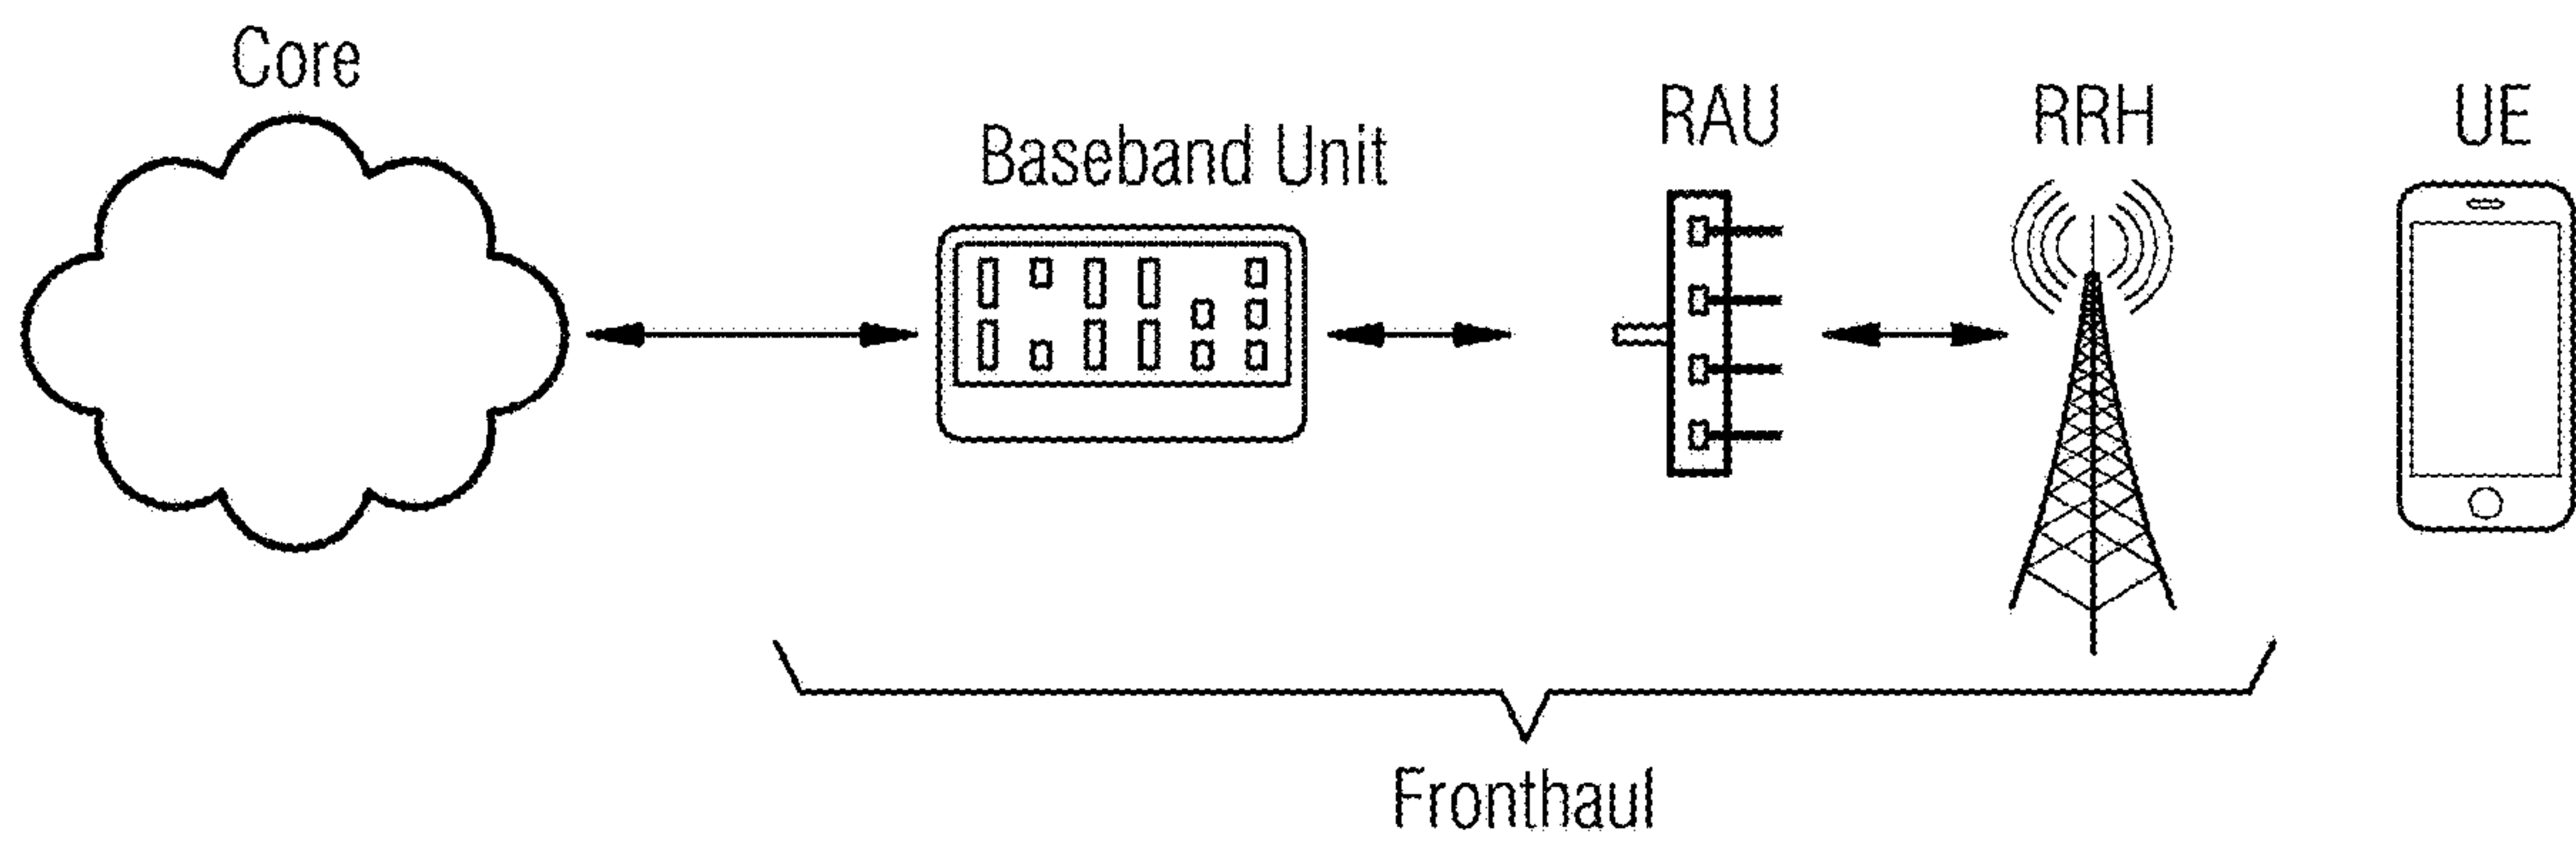 Core
Baseband Unit
RAU
RRH
UE
Fronthaul